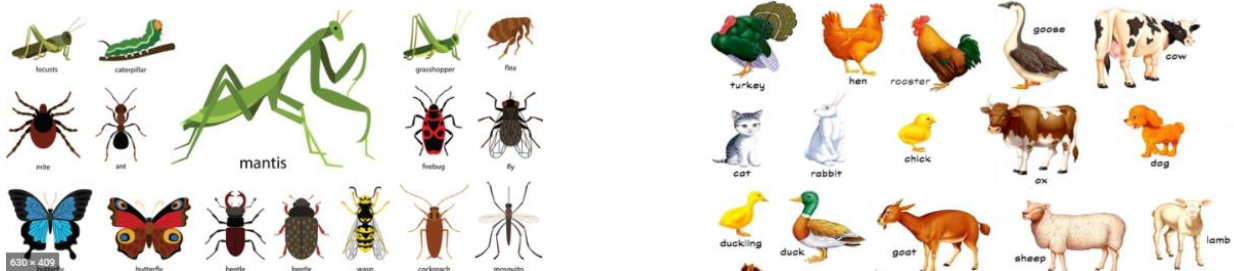 locusts
caterpillar
grasshopper
flea
mite
ant
mantis
firebug
fly
630 × 409
butterfly
butterfly
beetle
beetle
wasp
cockroach
mosquito
turkey
hen
rooster
goose
cow
cat
rabbit
chick
ox
dog
duckling
duck
goat
sheep
lamb